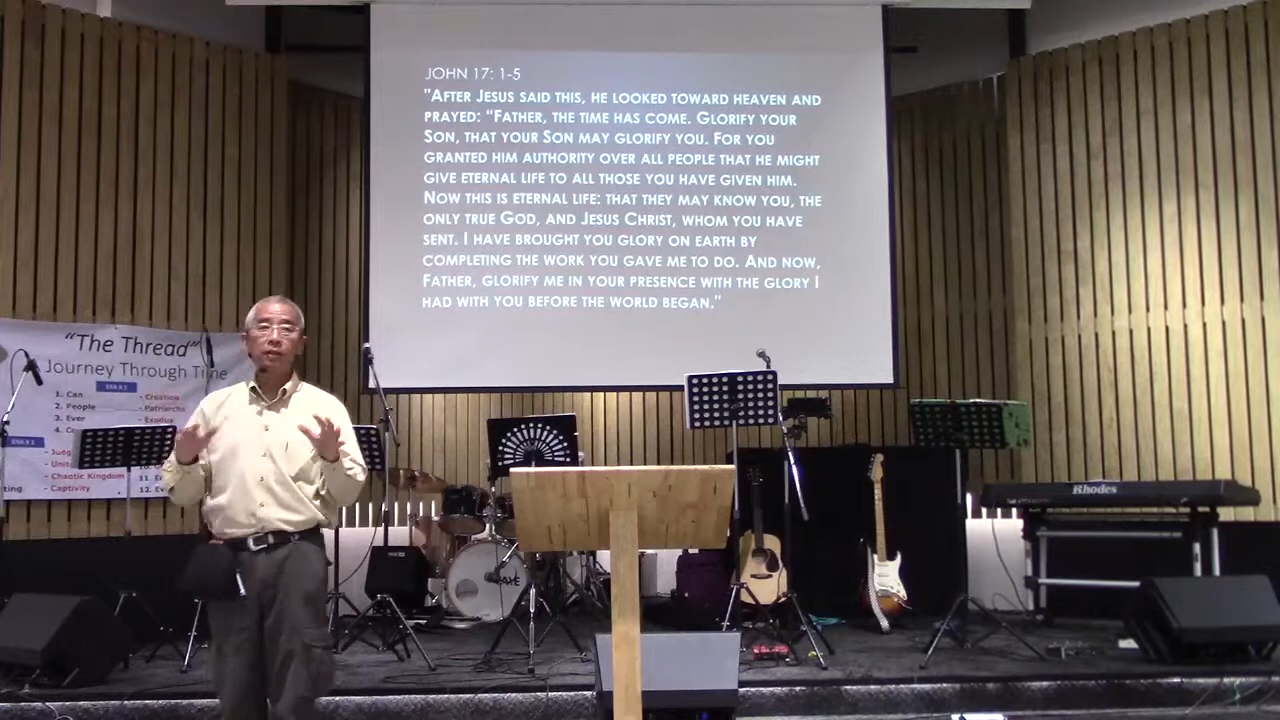 JOHN 17: 1-5
"AFTER JESUS SAID THIS, HE LOOKED TOWARD HEAVEN AND
PRAYED: "FATHER, THE TIME HAS COME. GLORIFY YOUR
SON, THAT YOUR SON MAY GLORIFY YOU. FOR YOU
GRANTED HIM AUTHORITY OVER ALL PEOPLE THAT HE MIGHT
GIVE ETERNAL LIFE TO ALL THOSE YOU HAVE GIVEN HIM.
NOW THIS IS ETERNAL LIFE: THAT THEY MAY KNOW YOU, THE
ONLY TRUE GOD, AND JESUS CHRIST, WHOM YOU HAVE
SENT. I HAVE BROUGHT YOU GLORY ON EARTH BY
COMPLETING THE WORK YOU GAVE ME TO DO. AND NOW,
FATHER, GLORIFY ME IN YOUR PRESENCE WITH THE GLORY I
HAD WITH YOU BEFORE THE WORLD BEGAN."
"The Thread"
Journey Through Time
ERA # 1
1. Can - Creation
2. People - Patriarchs
3. Ever - Exodus
4.
ERA # 2
- Chaotic Kingdom 11.
- Captivity 12.
Rhodes